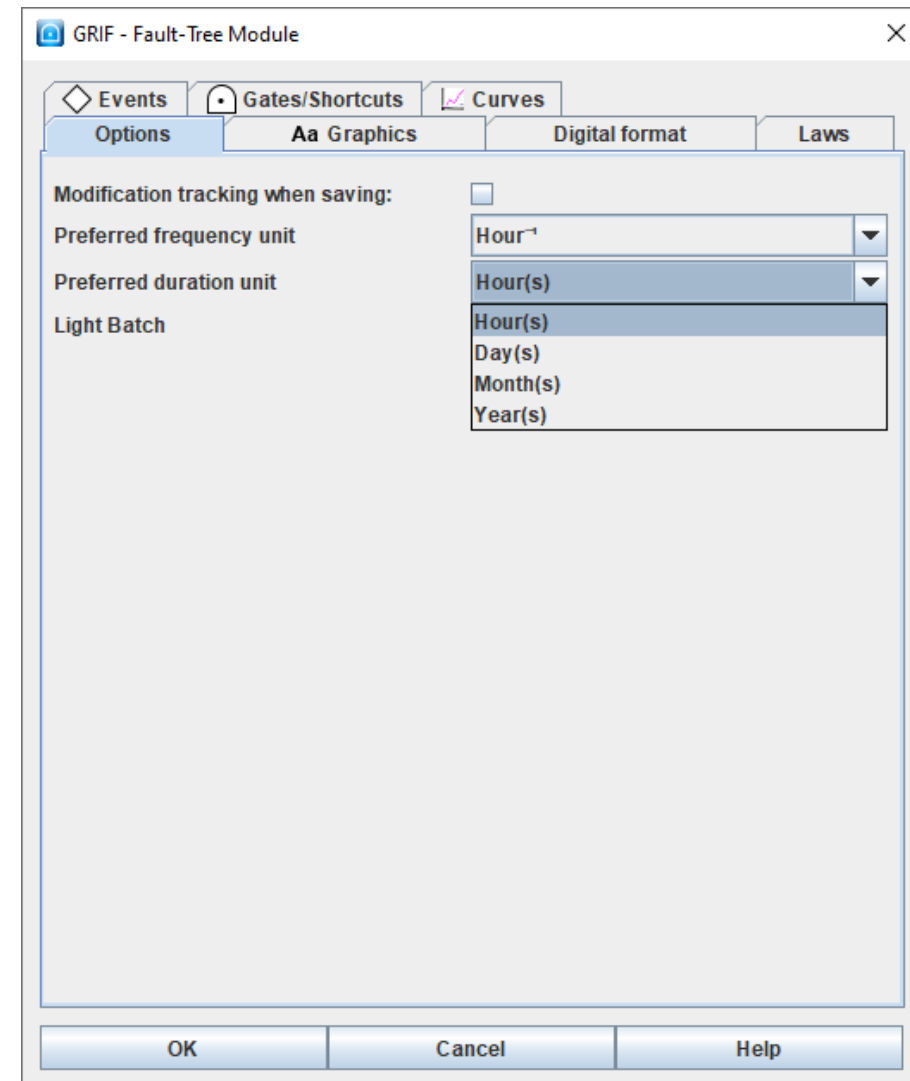 GRIF - Fault-Tree Module
Events Gates/Shortcuts Curves
Options Aa Graphics Digital format Laws
Modification tracking when saving:
Preferred frequency unit Hour⁻¹
Preferred duration unit Hour(s)
Light Batch Hour(s)
Day(s)
Month(s)
Year(s)
OK Cancel Help